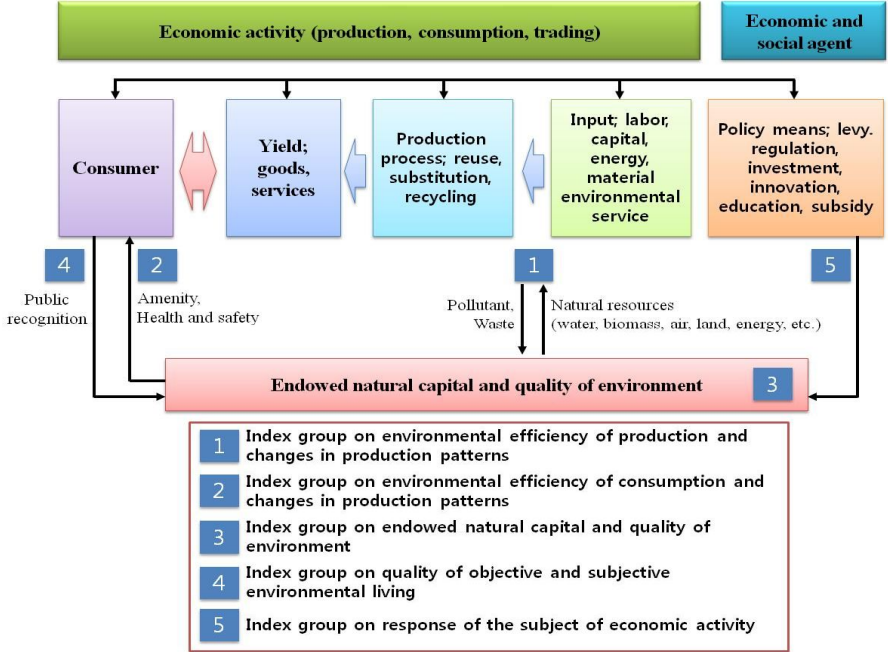 Economic activity (production, consumption, trading)
Economic and
social agent
Consumer
Yield;
goods,
services
Production
process; reuse,
substitution,
recycling
Input; labor,
capital,
energy,
material
environmental
service
Policy means; levy.
regulation,
investment,
innovation,
education, subsidy
4
2
1
5
Public
recognition
Amenity,
Health and safety
Pollutant,
Waste
Natural resources
(water, biomass, air, land, energy, etc.)
Endowed natural capital and quality of environment
3
1
Index group on environmental efficiency of production and
changes in production patterns
2
Index group on environmental efficiency of consumption and
changes in production patterns
3
Index group on endowed natural capital and quality of
environment
4
Index group on quality of objective and subjective
environmental living
5
Index group on response of the subject of economic activity